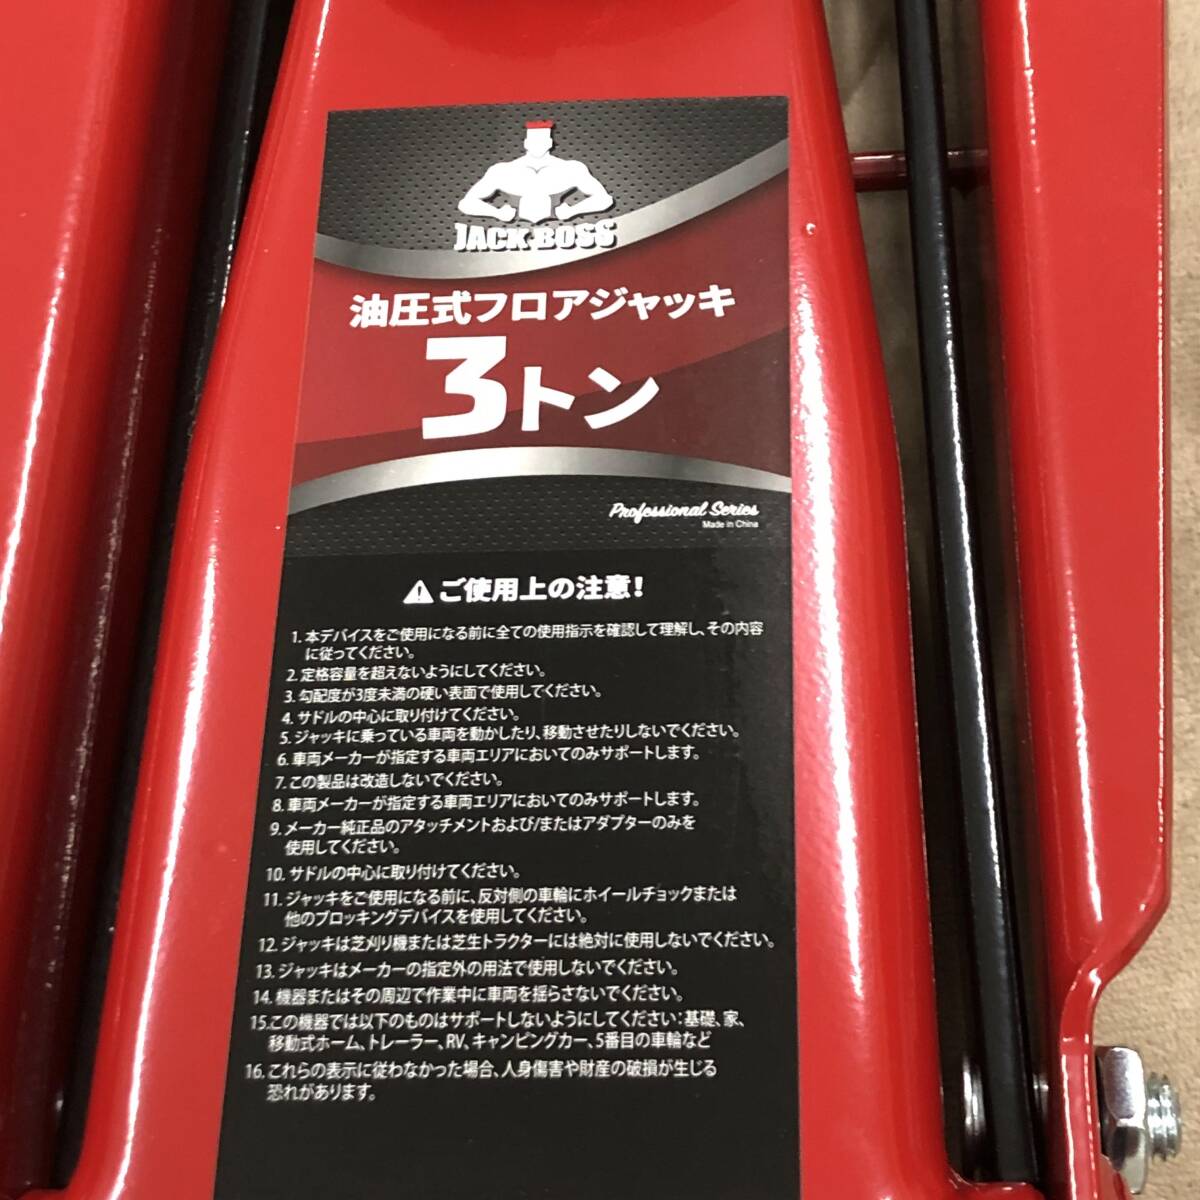 JACK BOSS
油圧式フロアジャッキ
3トン
Professional Series
Made in China
ご使用上の注意!
1. 本デバイスをご使用になる前に全ての使用指示を確認して理解し、その内容
に従ってください。
2. 定格容量を超えないようにしてください。
3. 勾配度が3度未満の硬い表面で使用してください。
4. サドルの中心に取り付けてください。
5. ジャッキに乗っている車両を動かしたり、移動させたりしないでください。
6. 車両メーカーが指定する車両エリアにおいてのみサポートします。
7. この製品は改造しないでください。
8. 車両メーカーが指定する車両エリアにおいてのみサポートします。
9. メーカー純正品のアタッチメントおよび/またはアダプターのみを
使用してください。
10. サドルの中心に取り付けてください。
11. ジャッキをご使用になる前に、反対側の車輪にホイールチョックまたは
他のブロッキングデバイスを使用してください。
12. ジャッキは芝刈り機または芝生トラクターには絶対に使用しないでください。
13. ジャッキはメーカーの指定外の用法で使用しないでください。
14. 機器またはその周辺で作業中に車両を揺らさないでください。
15.この機器では以下のものはサポートしないようにしてください:基礎、家、
移動式ホーム、トレーラー、RV、キャンピングカー、5番目の車輪など
16. これらの表示に従わなかった場合、人身傷害や財産の破損が生じる
恐れがあります。